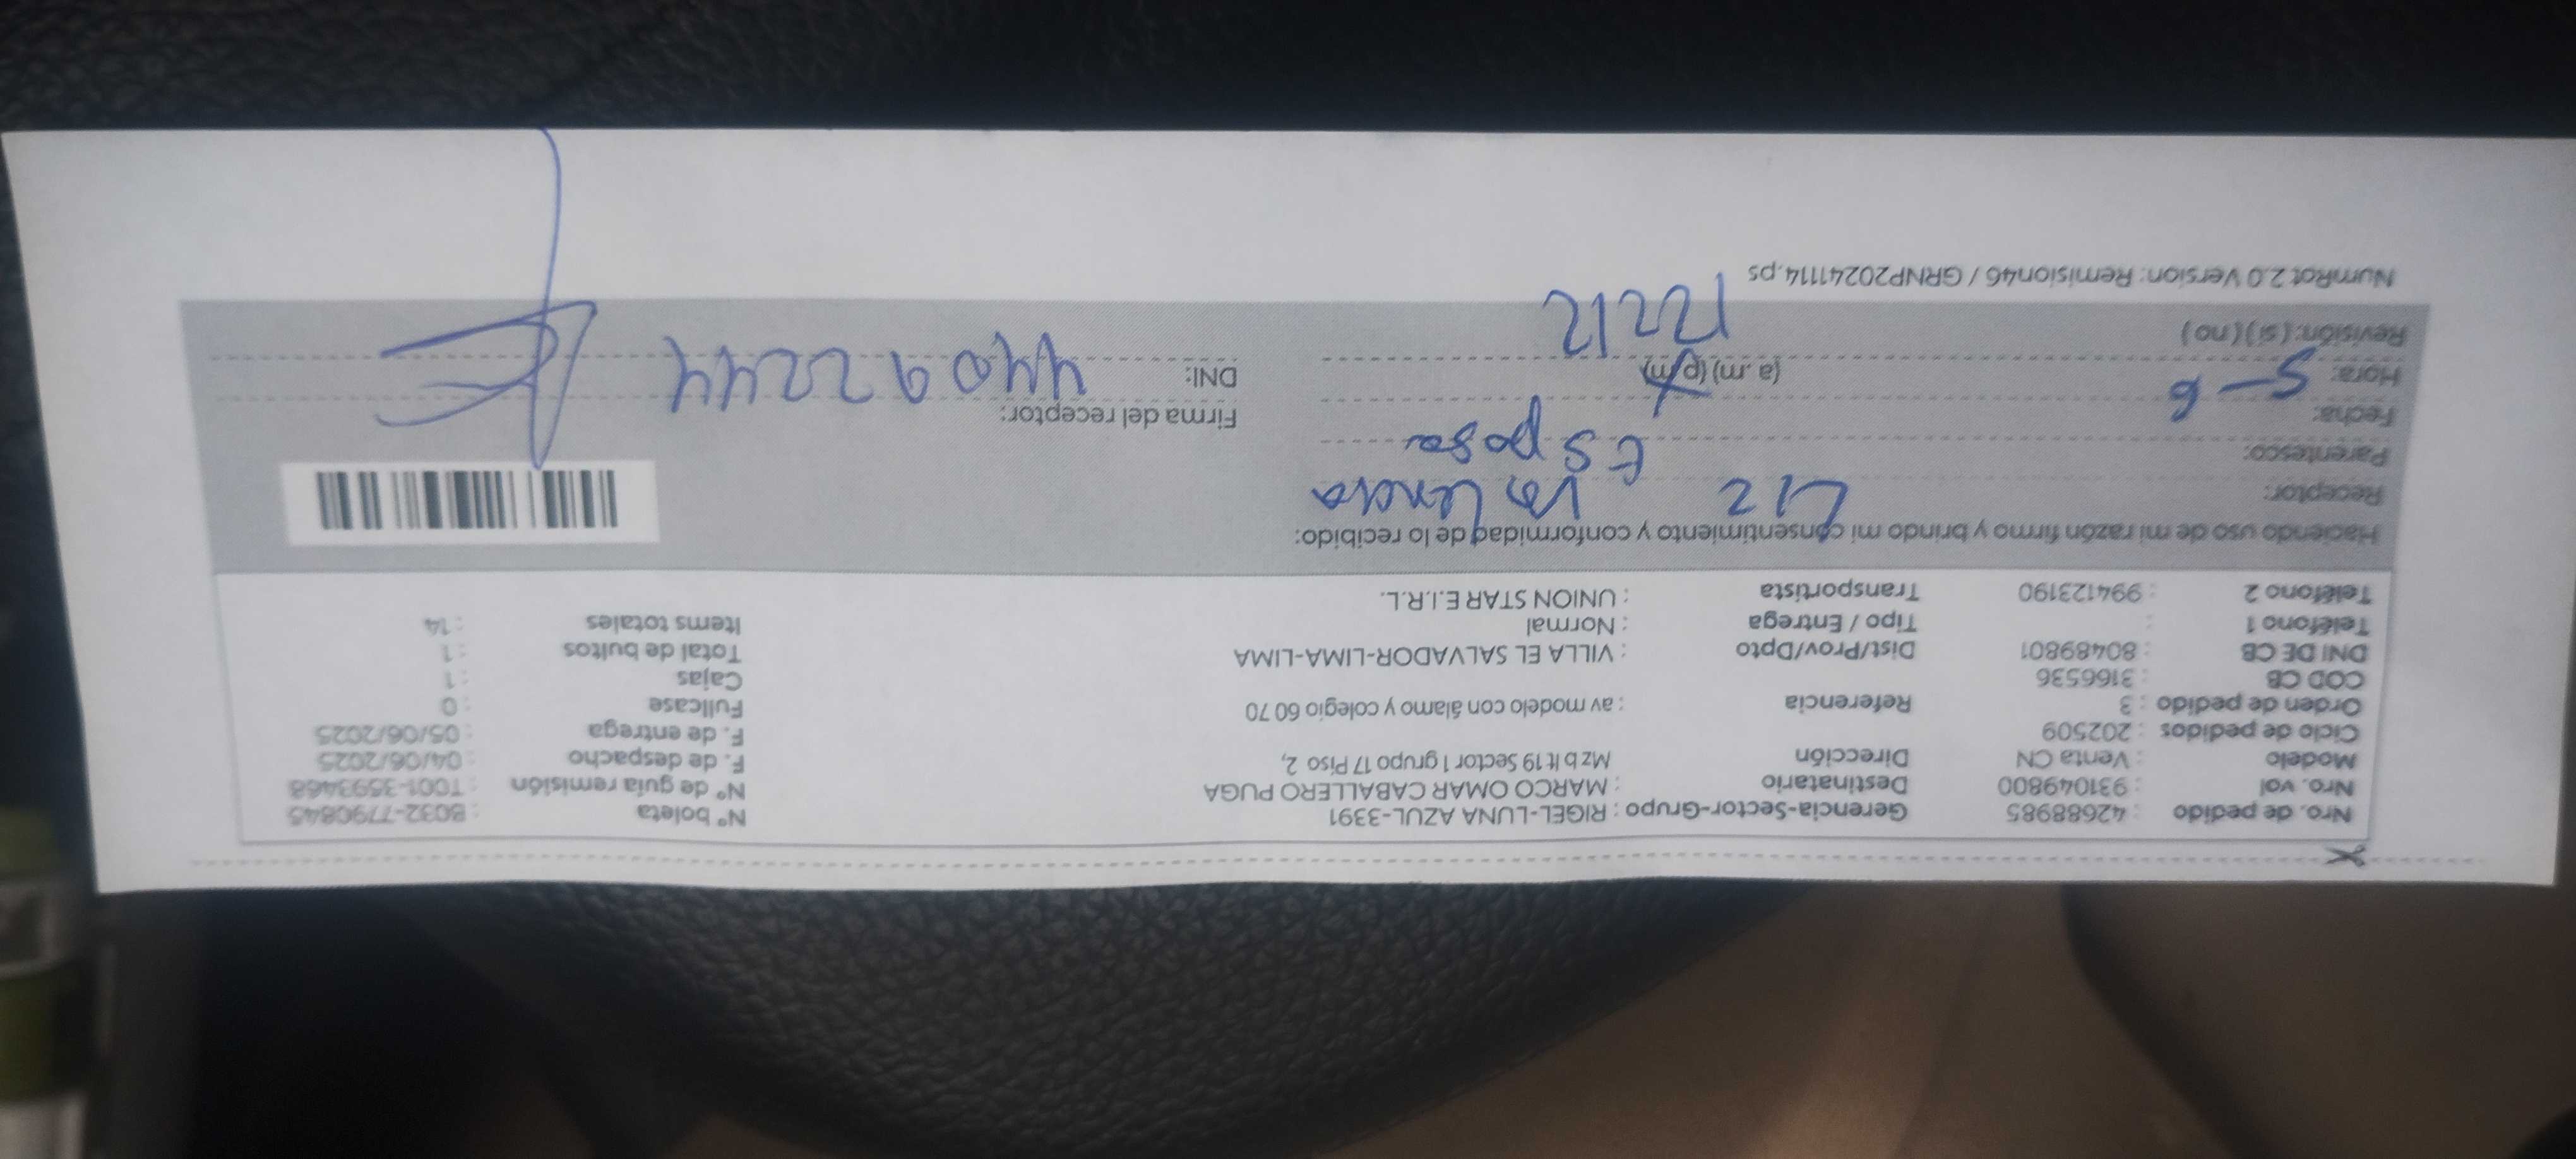 Nro. de pedido : 42688985 Gerencia-Sector-Grupo : RIGEL-LUNA AZUL-3391 N° boleta : B032-7790845
Nro. val : 931049800 Destinatario : MARCO OMAR CABALLERO PUGA N° de guía remisión : T001-3593468
Modelo : Venta CN Dirección Mz b lt 19 Sector 1 grupo 17 Piso 2, F. de despacho : 04/06/2025
Ciclo de pedidos : 202509 F. de entrega : 05/06/2025
Orden de pedido : 3 Referencia : av modelo con álamo y colegio 60 70 Fullcase : 0
COD CB : 3166536 Cajas : 1
DNI DE CB : 80489801 Dist/Prov/Dpto : VILLA EL SALVADOR-LIMA-LIMA Total de bultos : 1
Teléfono 1 : Tipo / Entrega : Normal Items totales : 14
Teléfono 2 : 994123190 Transportista : UNION STAR E.I.R.L.
Haciendo uso de mi razón firmo y brindo mi consentimiento y conformidad de lo recibido:
Receptor: Liz Valencia
Parentesco: Esposa
Fecha: 5-6 Firma del receptor:
Hora: (a.m) (p.m) DNI: 44092244
Revisión: (si) (no) 1212
NumRot 2.0 Version: Remision46 / GRNP20241114.ps